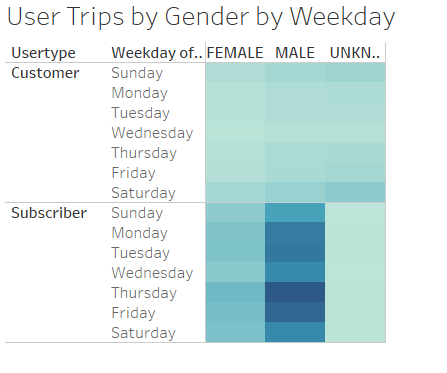 User Trips by Gender by Weekday
Usertype Weekday of.. FEMALE MALE UNKN..
Customer Sunday
Monday
Tuesday
Wednesday
Thursday
Friday
Saturday
Subscriber Sunday
Monday
Tuesday
Wednesday
Thursday
Friday
Saturday